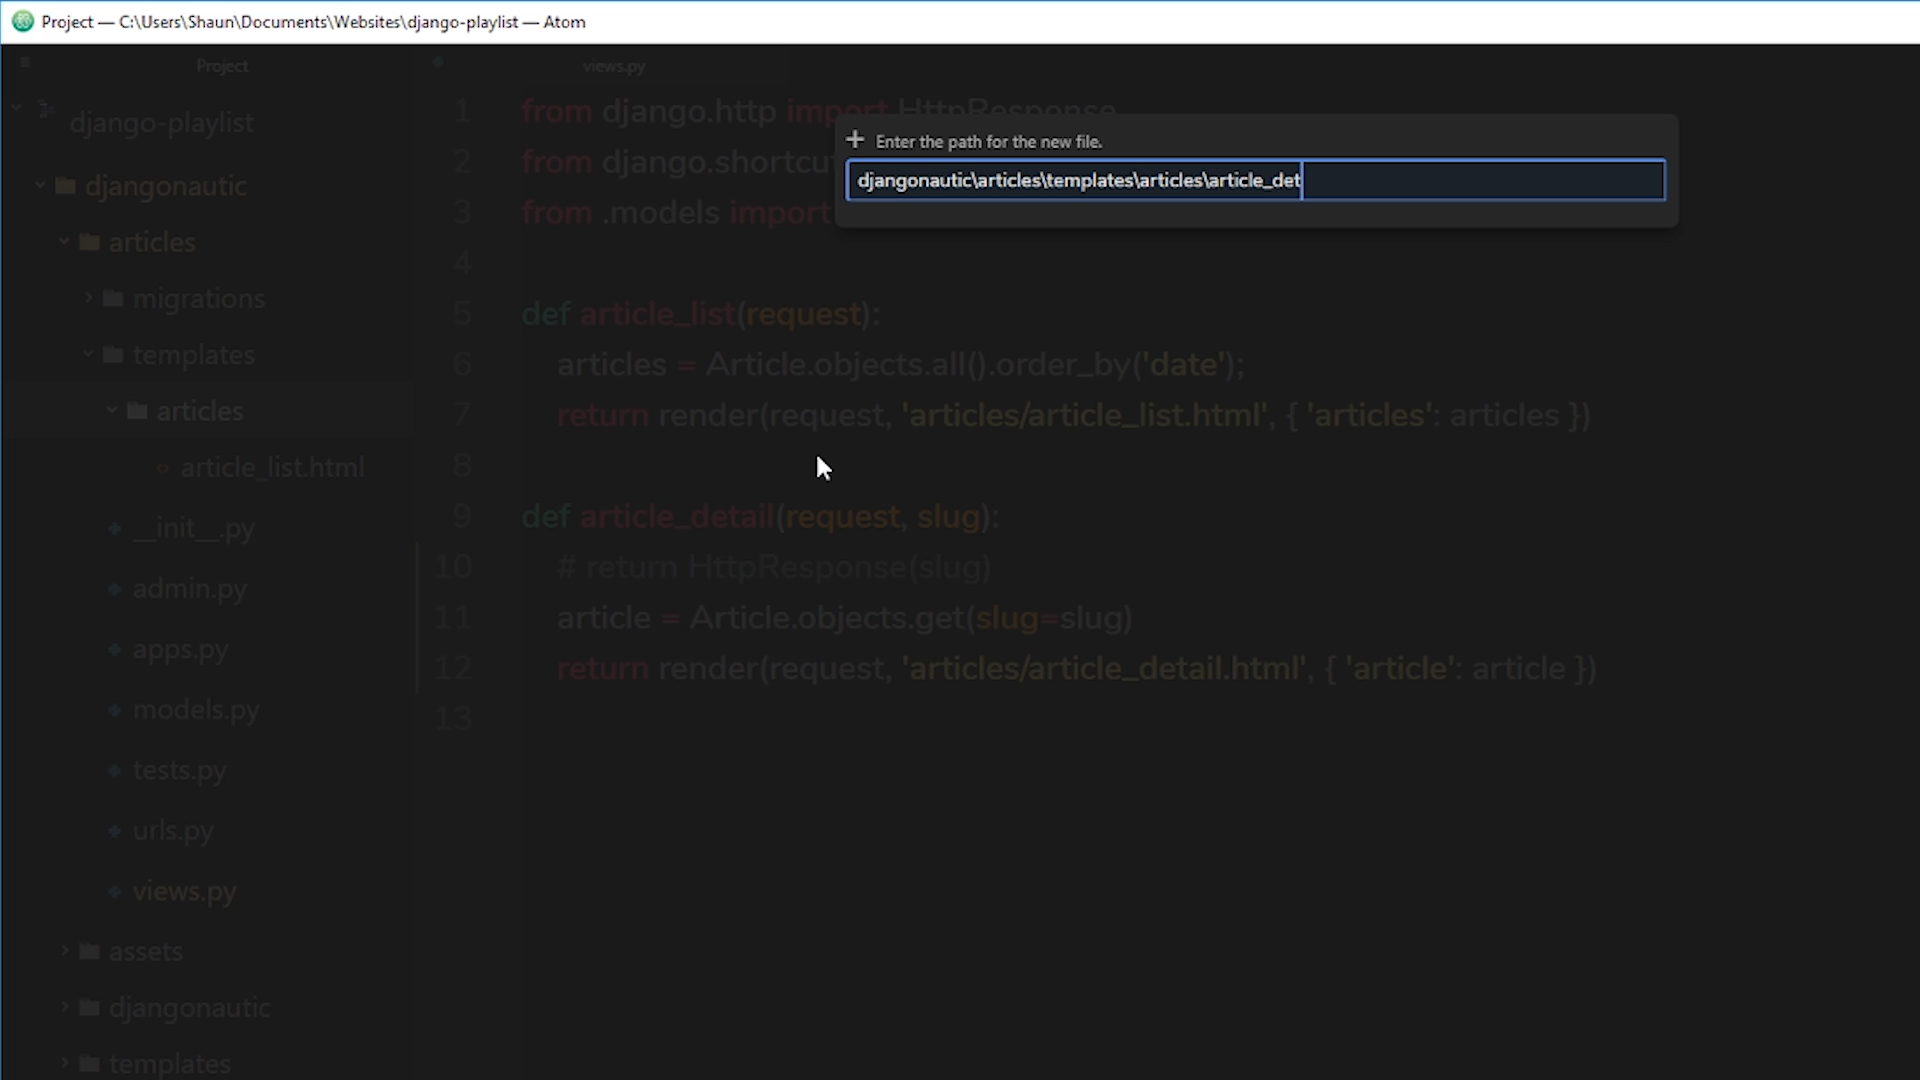 Project — C:\Users\Shaun\Documents\Websites\django-playlist — Atom
Project
views.py
django-playlist
djangonautic
articles
migrations
templates
articles
article_list.html
__init__.py
admin.py
apps.py
models.py
tests.py
urls.py
views.py
assets
djangonautic
templates
Enter the path for the new file.
djangonautic\articles\templates\articles\article_det
1 from django.http import HttpResponse
2 from django.shortcu
3 from .models import
4
5 def article_list(request):
6 articles = Article.objects.all().order_by('date');
7 return render(request, 'articles/article_list.html', { 'articles': articles })
8
9 def article_detail(request, slug):
10 # return HttpResponse(slug)
11 article = Article.objects.get(slug=slug)
12 return render(request, 'articles/article_detail.html', { 'article': article })
13